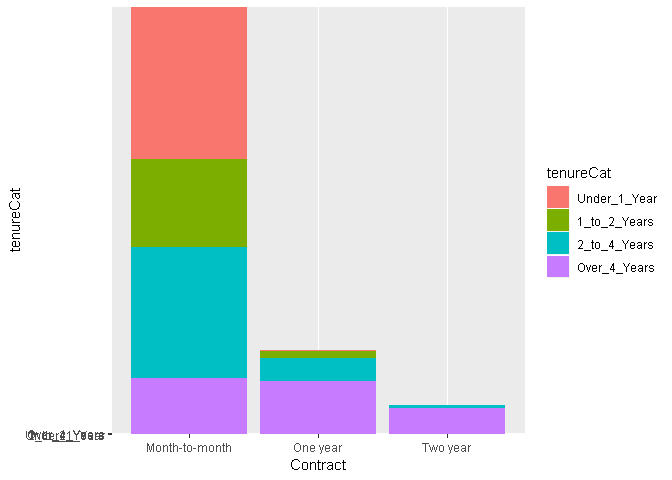 tenureCat
tenureCat
Under_1_Year
1_to_2_Years
2_to_4_Years
Over_4_Years
Month-to-month
One year
Two year
Contract